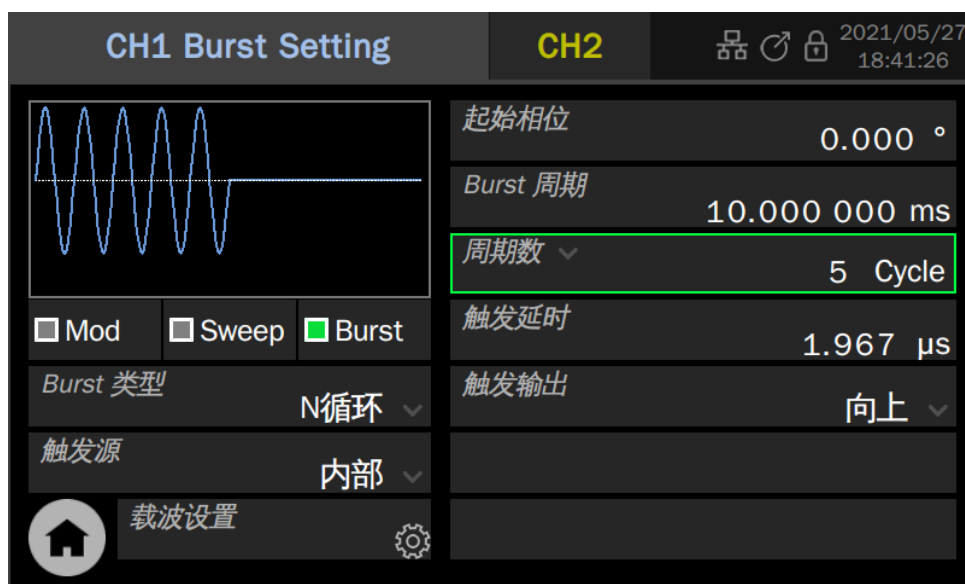 CH1 Burst Setting
CH2
2021/05/27
18:41:26
Mod
Sweep
Burst
Burst 类型
N循环
触发源
内部
载波设置
起始相位
0.000 °
Burst 周期
10.000 000 ms
周期数
5 Cycle
触发延时
1.967 μs
触发输出
向上